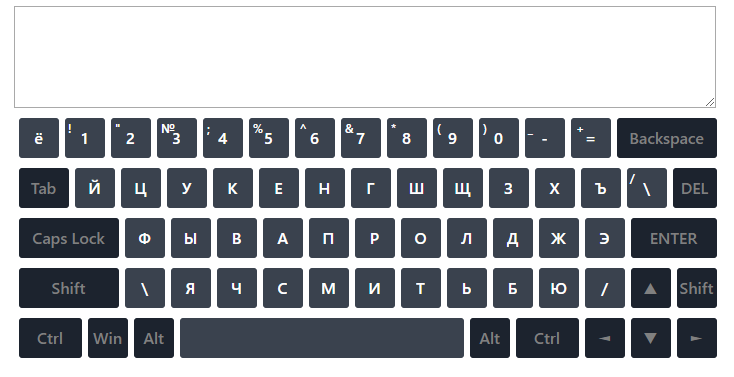 ё ! 1 " 2 № 3 ; 4 % 5 ^ 6 & 7 * 8 ( 9 ) 0 _ - + = Backspace
Tab Й Ц У К Е Н Г Ш Щ З Х Ъ / \ DEL
Caps Lock Ф Ы В А П Р О Л Д Ж Э ENTER
Shift \ Я Ч С М И Т Ь Б Ю / ▲ Shift
Ctrl Win Alt Alt Ctrl ◄ ▼ ►